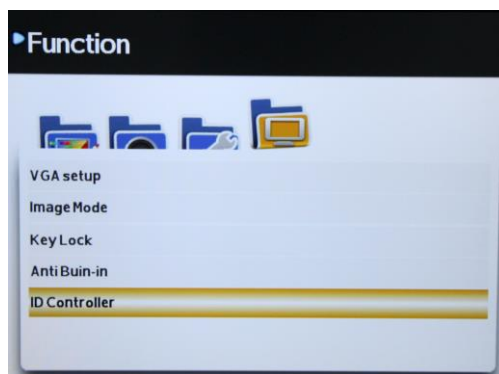 Function
VGA setup
Image Mode
Key Lock
Anti Buin-in
ID Controller